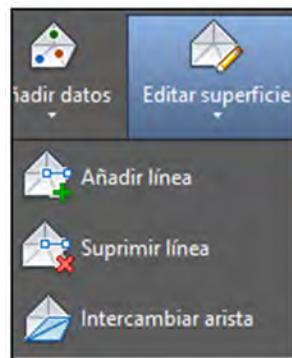 ñadir datos
Editar superficie
Añadir línea
Suprimir línea
Intercambiar arista